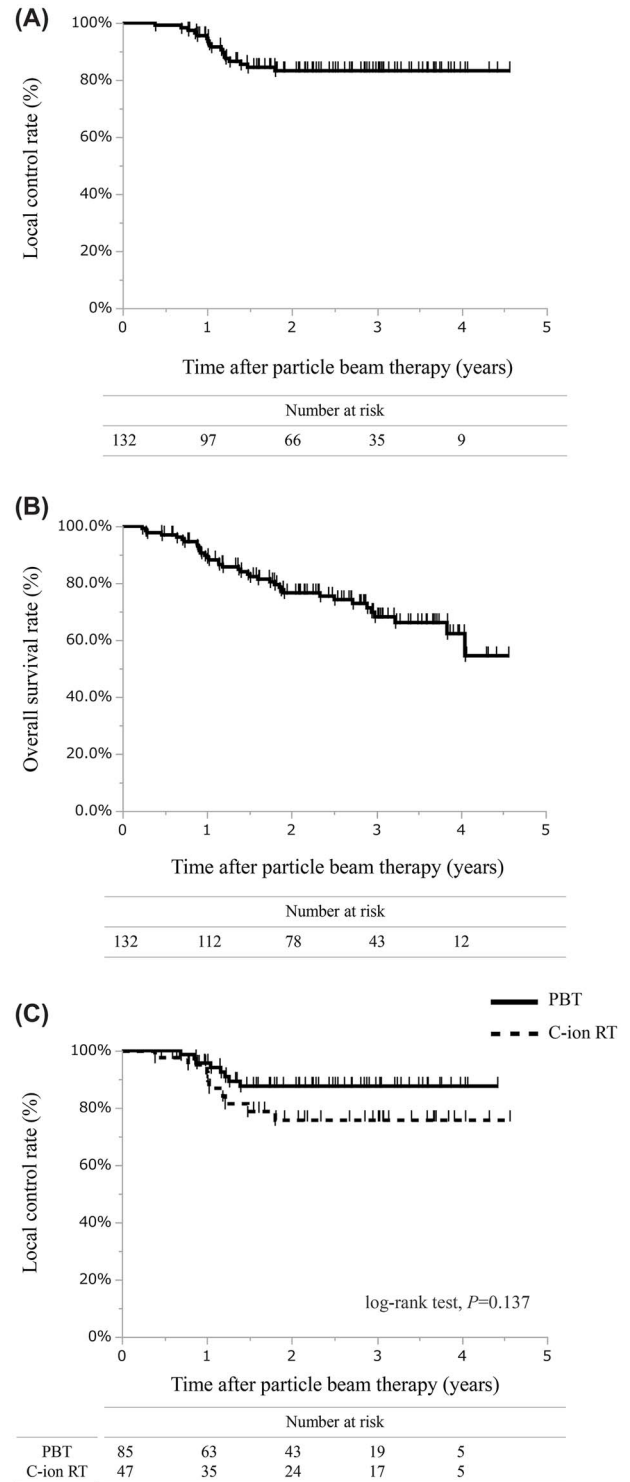 (A)
Local control rate (%)
100%
80%
60%
40%
20%
0%
0 1 2 3 4 5
Time after particle beam therapy (years)
Number at risk
132 97 66 35 9
(B)
Overall survival rate (%)
100.0%
80.0%
60.0%
40.0%
20.0%
0.0%
0 1 2 3 4 5
Time after particle beam therapy (years)
Number at risk
132 112 78 43 12
(C)
PBT
C-ion RT
Local control rate (%)
100%
80%
60%
40%
20%
0%
log-rank test, P=0.137
0 1 2 3 4 5
Time after particle beam therapy (years)
Number at risk
PBT 85 63 43 19 5
C-ion RT 47 35 24 17 5